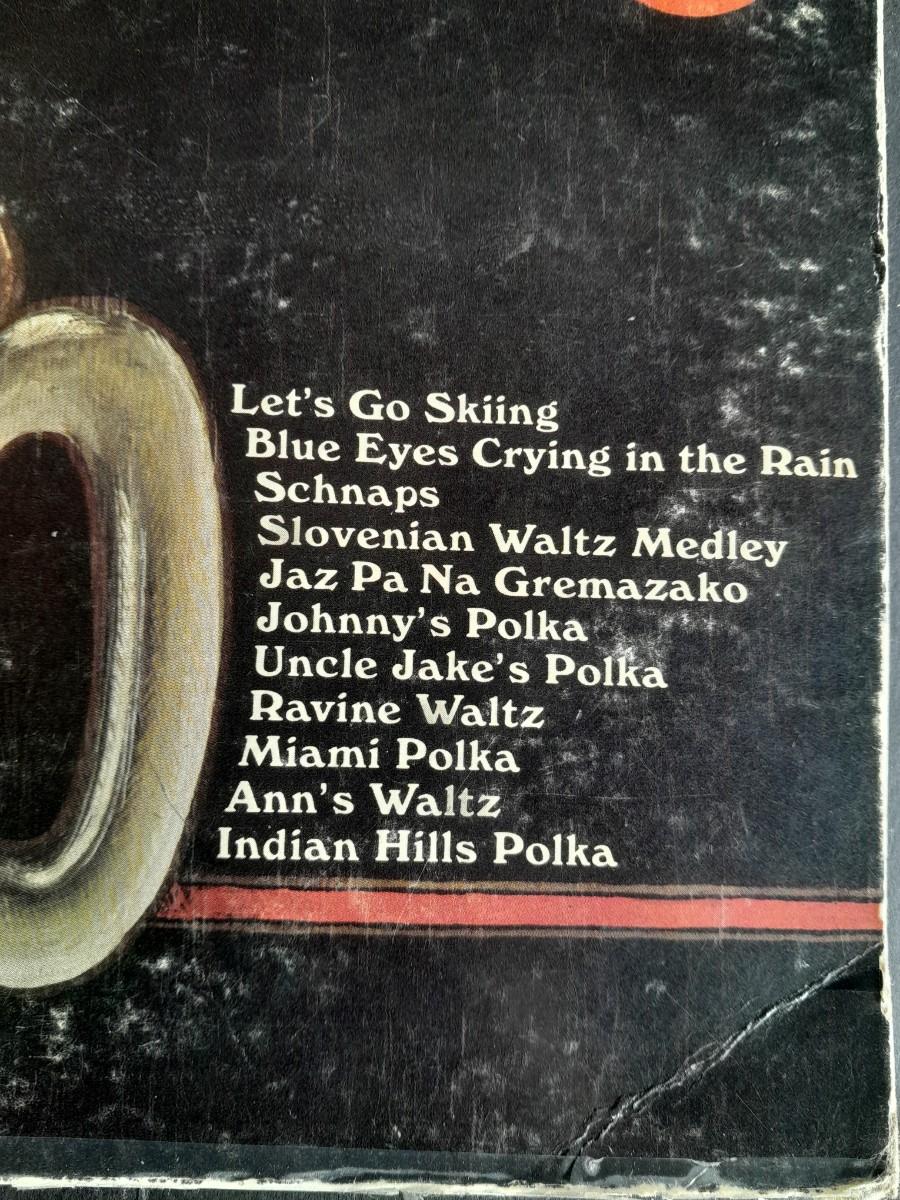 Let's Go Skiing
Blue Eyes Crying in the Rain
Schnaps
Slovenian Waltz Medley
Jaz Pa Na Gremazako
Johnny's Polka
Uncle Jake's Polka
Ravine Waltz
Miami Polka
Ann's Waltz
Indian Hills Polka